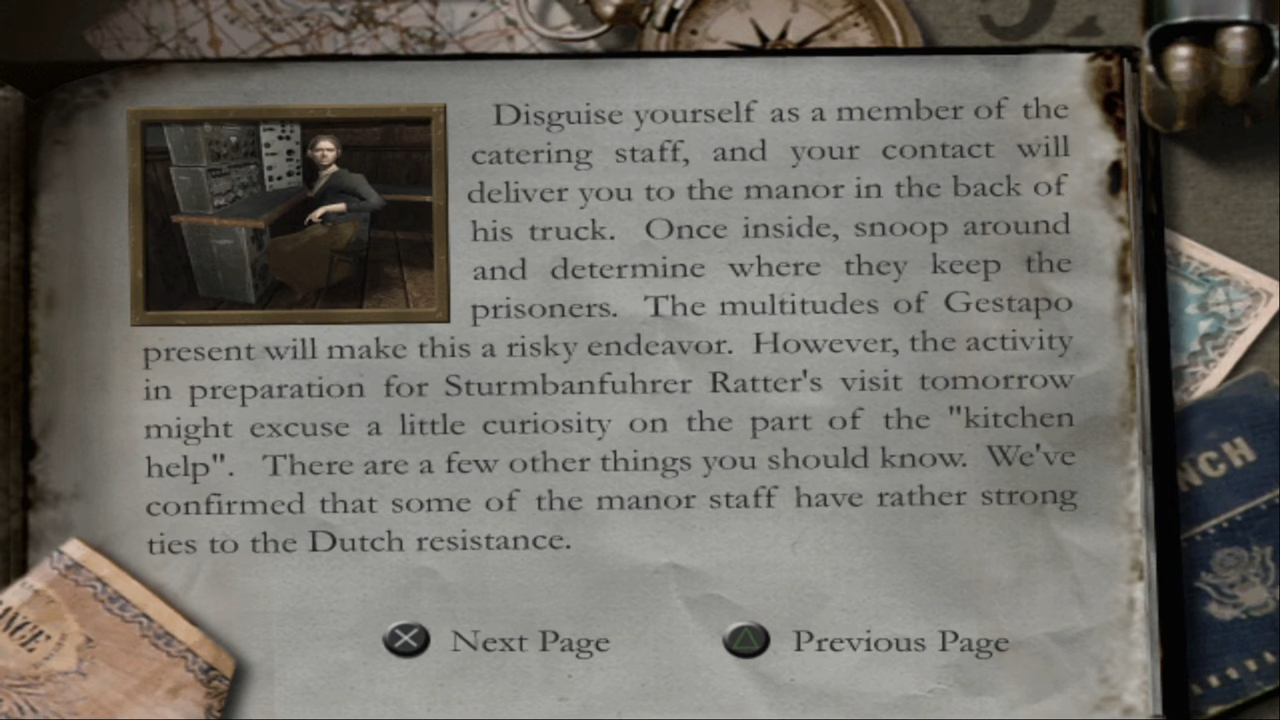 52
Disguise yourself as a member of the
catering staff, and your contact will
deliver you to the manor in the back of
his truck. Once inside, snoop around
and determine where they keep the
prisoners. The multitudes of Gestapo
present will make this a risky endeavor. However, the activity
in preparation for Sturmbanfuhrer Ratter's visit tomorrow
might excuse a little curiosity on the part of the "kitchen
help". There are a few other things you should know. We've
confirmed that some of the manor staff have rather strong
ties to the Dutch resistance.
NCH
ANCE
Next Page
Previous Page